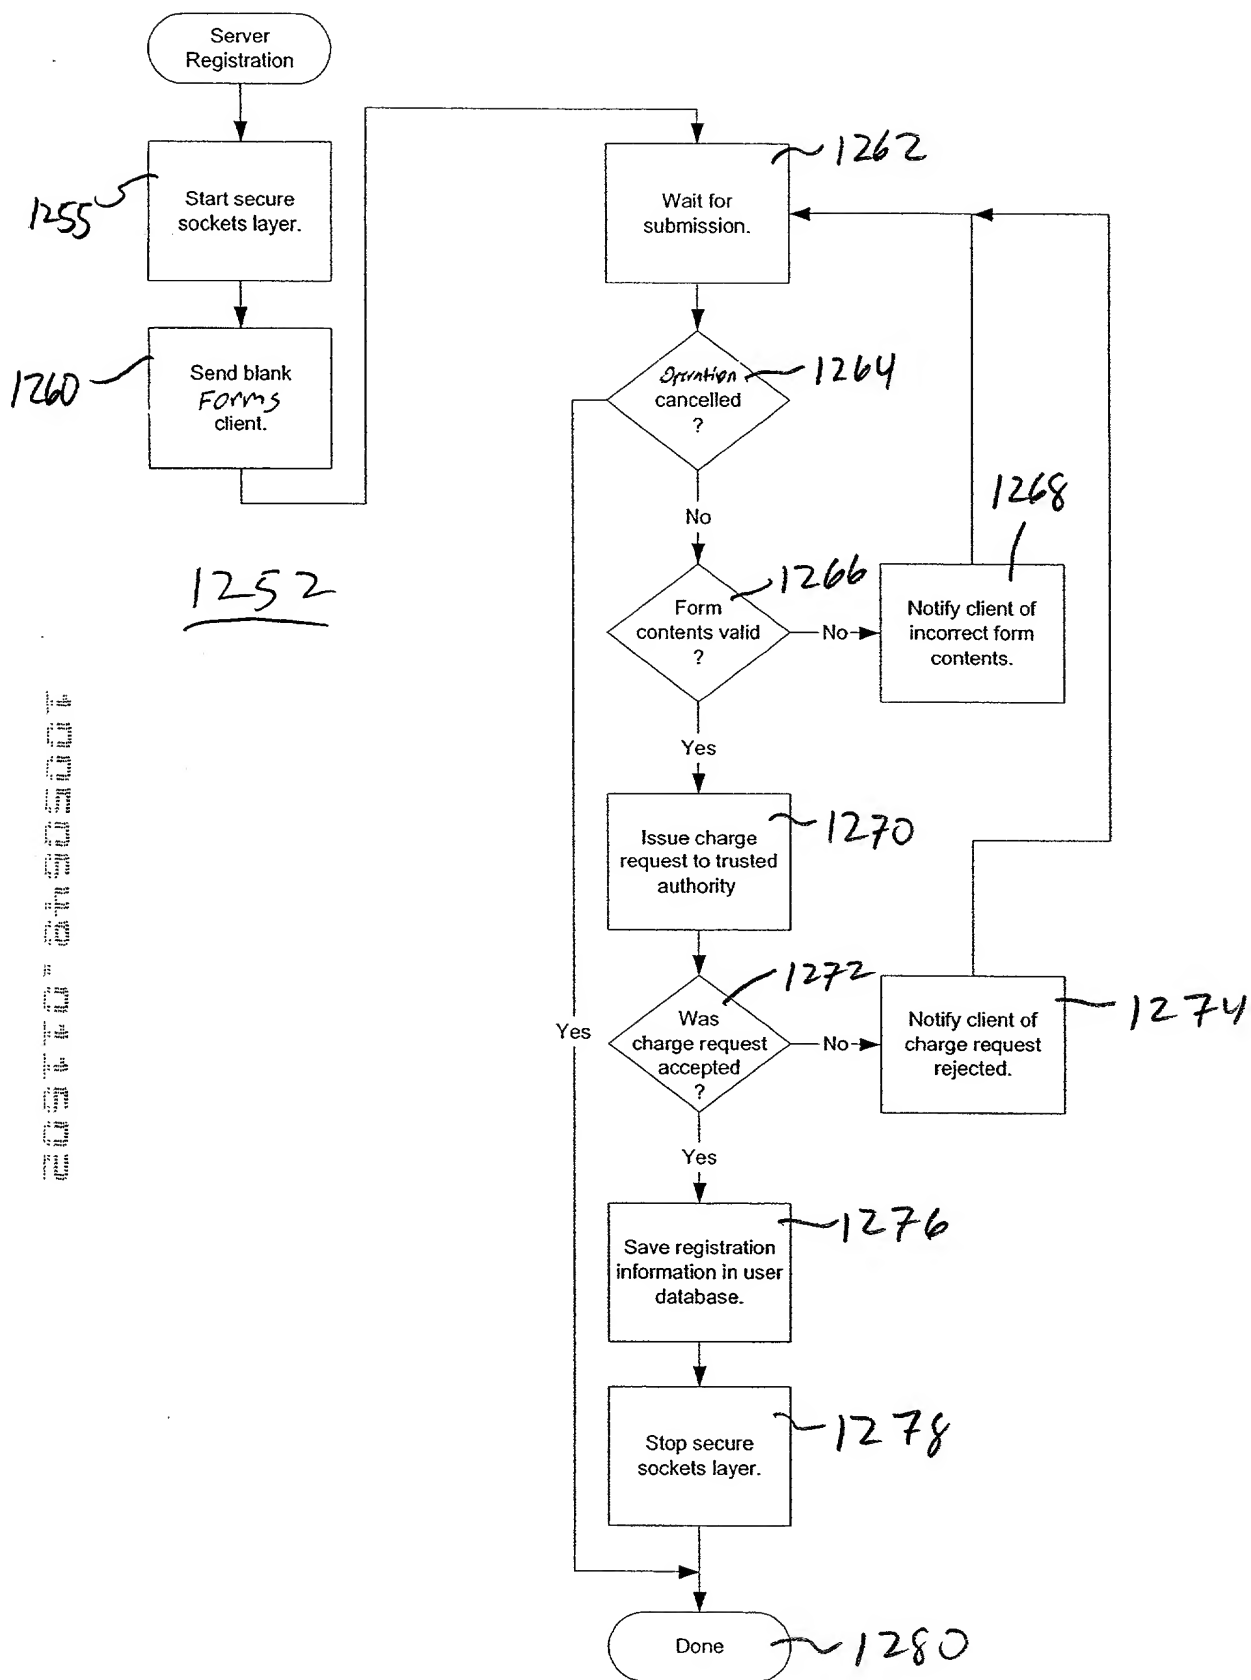 Server
Registration
1255
Start secure
sockets layer.
1260
Send blank
Forms
client.
1252
1262
Wait for
submission.
1264
Operation
cancelled
?
No
1266
Form
contents valid
?
No
1268
Notify client of
incorrect form
contents.
Yes
1270
Issue charge
request to trusted
authority
1272
Was
charge request
accepted
?
No
1274
Notify client of
charge request
rejected.
Yes
Yes
1276
Save registration
information in user
database.
1278
Stop secure
sockets layer.
Done
1280
10050548.011502